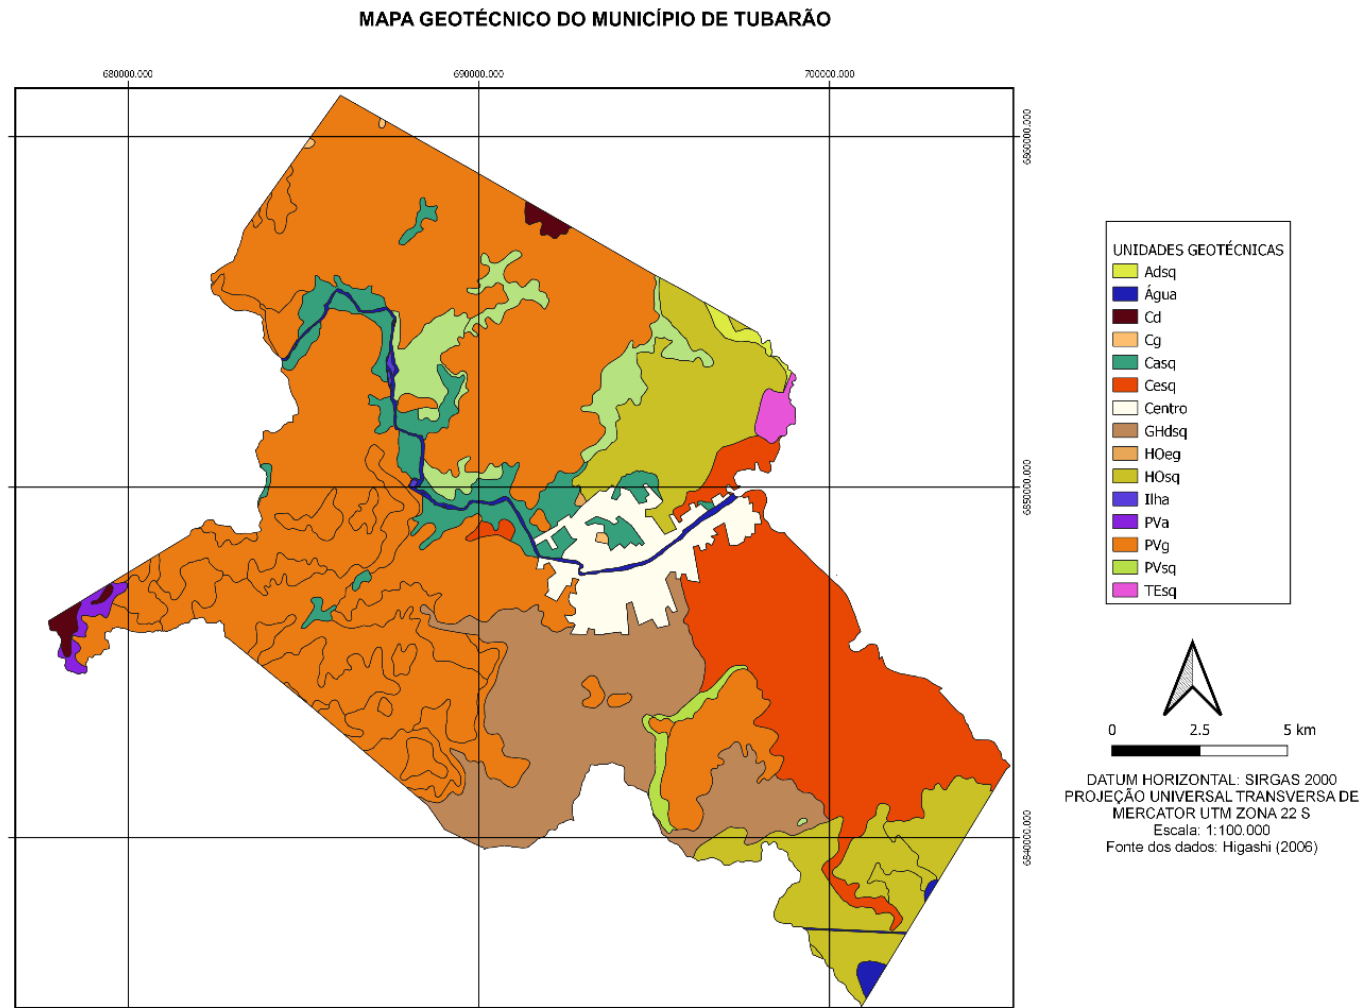 MAPA GEOTÉCNICO DO MUNICÍPIO DE TUBARÃO
680000.000
690000.000
700000.000
6860000.000
6850000.000
6840000.000
UNIDADES GEOTÉCNICAS
Adsq
Água
Cd
Cg
Casq
Cesq
Centro
GHdsq
HOeg
HOsq
Ilha
PVa
PVg
PVsq
TEsq
0 2.5 5 km
DATUM HORIZONTAL: SIRGAS 2000
PROJEÇÃO UNIVERSAL TRANSVERSA DE
MERCATOR UTM ZONA 22 S
Escala: 1:100.000
Fonte dos dados: Higashi (2006)